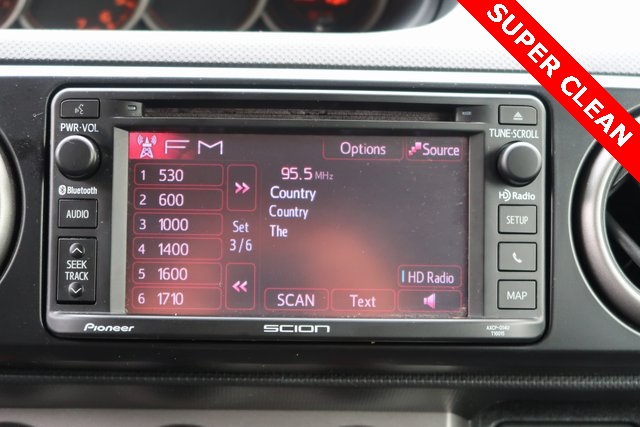 SUPER CLEAN
PWR·VOL
TUNE·SCROLL
FM
Options
Source
1 530
2 600
3 1000
4 1400
5 1600
6 1710
Set
3/6
95.5 MHz
Country
Country
The
HD Radio
SCAN
Text
Bluetooth
AUDIO
SEEK
TRACK
HD Radio
SETUP
MAP
Pioneer
SCION